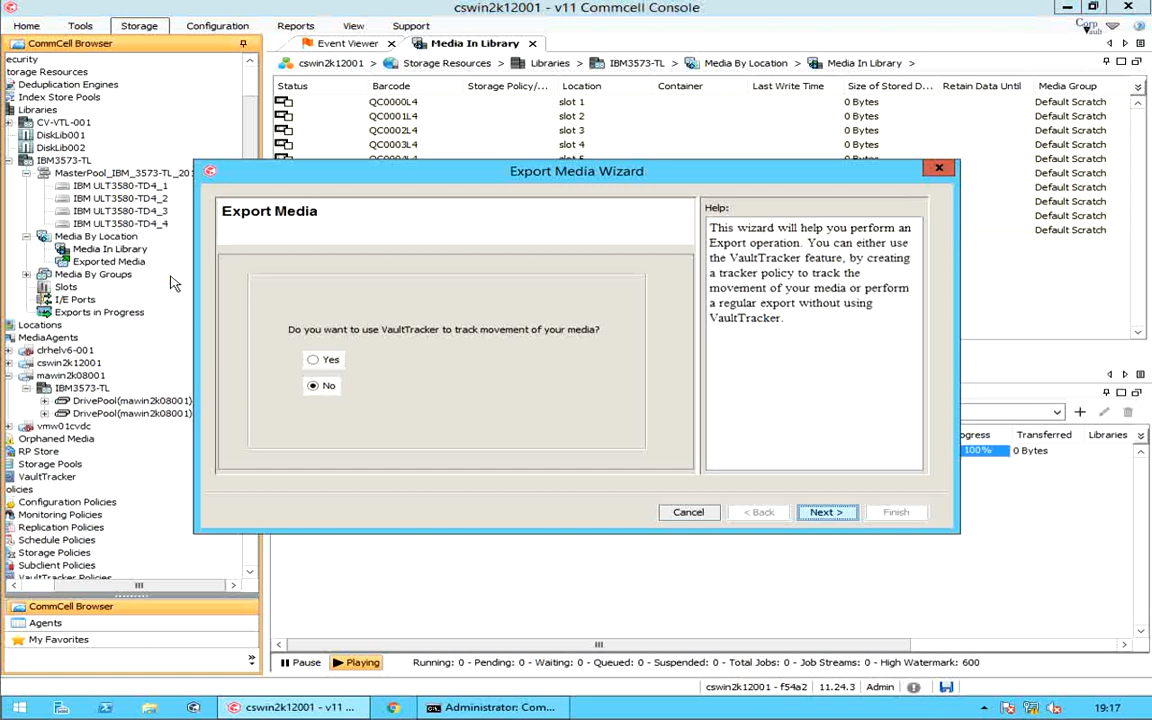 cswin2k12001 - v11 Commcell Console
Home Tools Storage Configuration Reports View Support
Corp
Vault
CommCell Browser
Event Viewer
Media In Library
cswin2k12001 > Storage Resources > Libraries > IBM3573-TL > Media By Location > Media In Library >
ecurity
torage Resources
Deduplication Engines
Index Store Pools
Libraries
CV-VTL-001
DiskLib001
DiskLib002
IBM3573-TL
MasterPool_IBM_3573-TL_201
IBM ULT3580-TD4_1
IBM ULT3580-TD4_2
IBM ULT3580-TD4_3
IBM ULT3580-TD4_4
Media By Location
Media In Library
Exported Media
Media By Groups
Slots
I/E Ports
Exports in Progress
Locations
MediaAgents
drhelv6-001
cswin2k12001
mawin2k08001
IBM3573-TL
DrivePool(mawin2k08001)
DrivePool(mawin2k08001)
vmw01cvdc
Orphaned Media
RP Store
Storage Pools
VaultTracker
olicies
Configuration Policies
Monitoring Policies
Replication Policies
Schedule Policies
Storage Policies
Subclient Policies
VaultTracker Policies
CommCell Browser
Agents
My Favorites
Status Barcode Storage Policy/... Location Container Last Write Time Size of Stored D... Retain Data Until Media Group
QC0000L4 slot 1 0 Bytes Default Scratch
QC0001L4 slot 2 0 Bytes Default Scratch
QC0002L4 slot 3 0 Bytes Default Scratch
QC0003L4 slot 4 0 Bytes Default Scratch
QC0004L4 slot 5 0 Bytes Default Scratch
Default Scratch
Default Scratch
Default Scratch
Default Scratch
Default Scratch
Export Media Wizard
Export Media
Do you want to use VaultTracker to track movement of your media?
Yes
No
Help:
This wizard will help you perform an
Export operation. You can either use
the VaultTracker feature, by creating
a tracker policy to track the
movement of your media or perform
a regular export without using
VaultTracker.
Cancel < Back Next > Finish
ogress Transferred Libraries
100% 0 Bytes
Pause Playing Running: 0 - Pending: 0 - Waiting: 0 - Queued: 0 - Suspended: 0 - Total Jobs: 0 - Job Streams: 0 - High Watermark: 600
cswin2k12001 - f54a2 11.24.3 Admin
cswin2k12001 - v11 ... Administrator: Com... 19:17